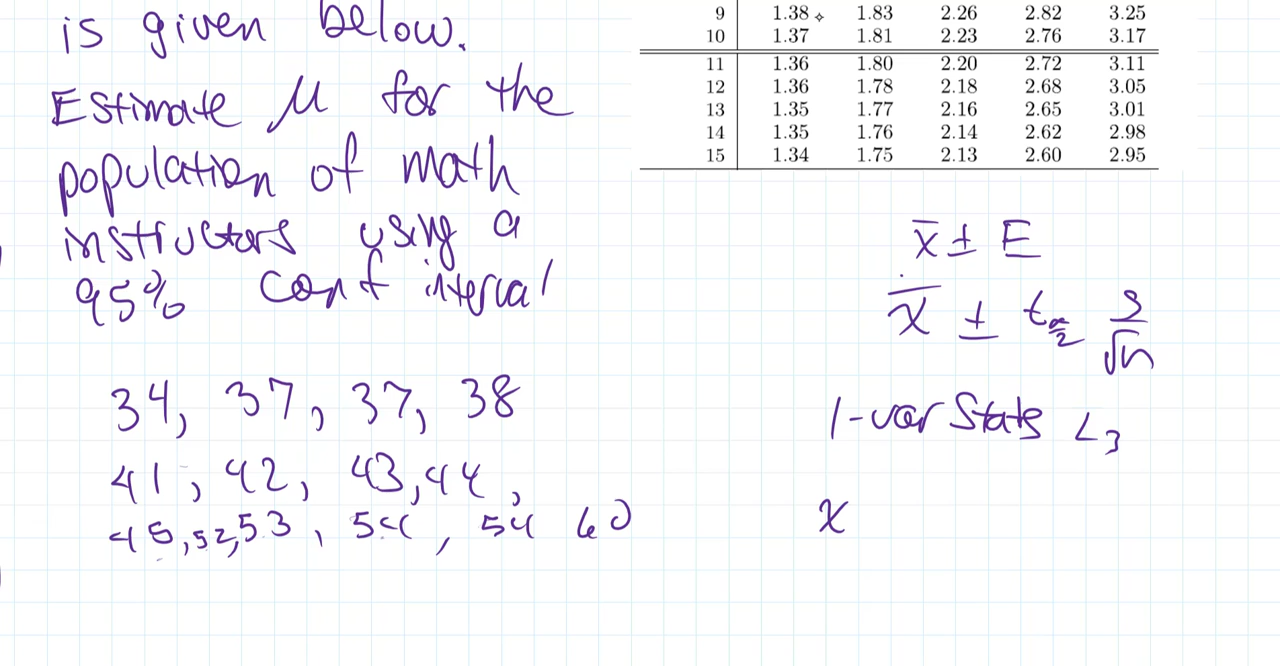 is given below.
Estimate μ for the
population of math
instructors using a
95% conf interval
34, 37, 37, 38
41, 42, 43, 44,
45, 52, 53, 54, 54 60
9 1.38 1.83 2.26 2.82 3.25
10 1.37 1.81 2.23 2.76 3.17
11 1.36 1.80 2.20 2.72 3.11
12 1.36 1.78 2.18 2.68 3.05
13 1.35 1.77 2.16 2.65 3.01
14 1.35 1.76 2.14 2.62 2.98
15 1.34 1.75 2.13 2.60 2.95
x̄ ± E
x̄ ± t α/2 s/√n
1-var Stats L3
x